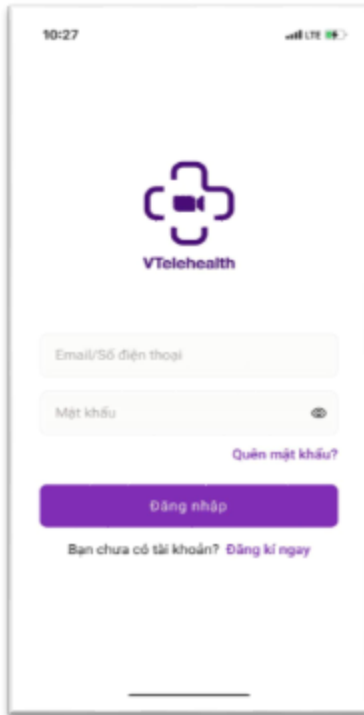 10:27
LTE
VTelehealth
Email/Số điện thoại
Mật khẩu
Quên mật khẩu?
Đăng nhập
Bạn chưa có tài khoản? Đăng kí ngay